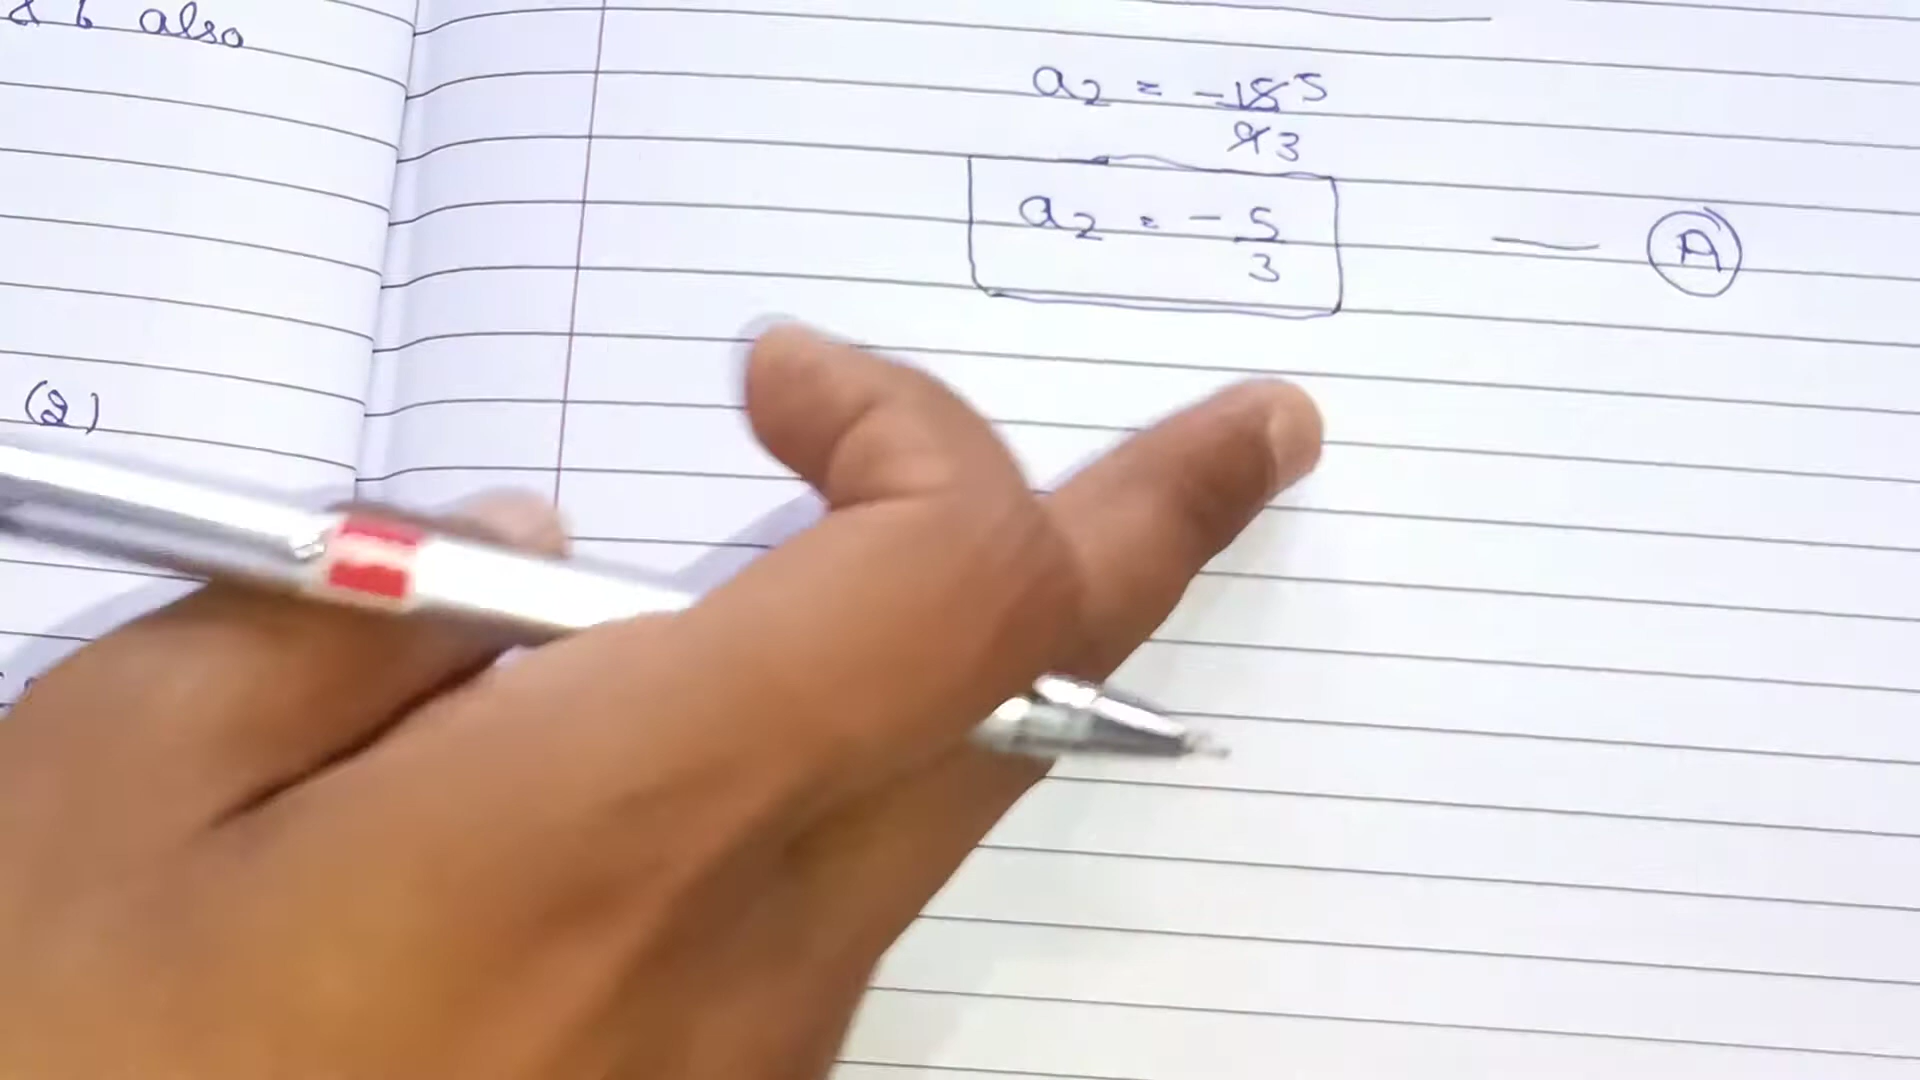 also
(2)
a2 = -15 5
9 3
a2 = - 5
3
A